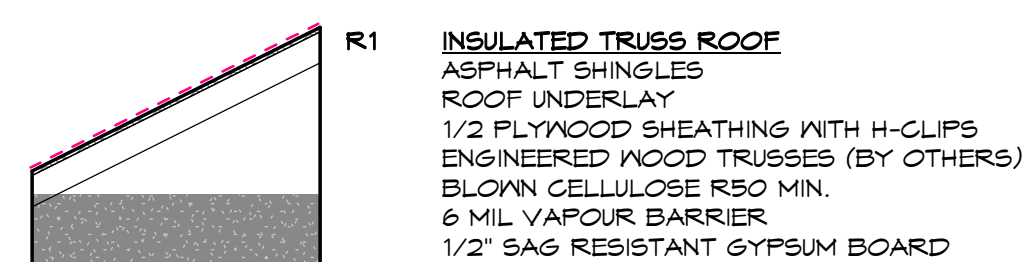 R1 INSULATED TRUSS ROOF
ASPHALT SHINGLES
ROOF UNDERLAY
1/2 PLYWOOD SHEATHING WITH H-CLIPS
ENGINEERED WOOD TRUSSES (BY OTHERS)
BLOWN CELLULOSE R50 MIN.
6 MIL VAPOUR BARRIER
1/2" SAG RESISTANT GYPSUM BOARD